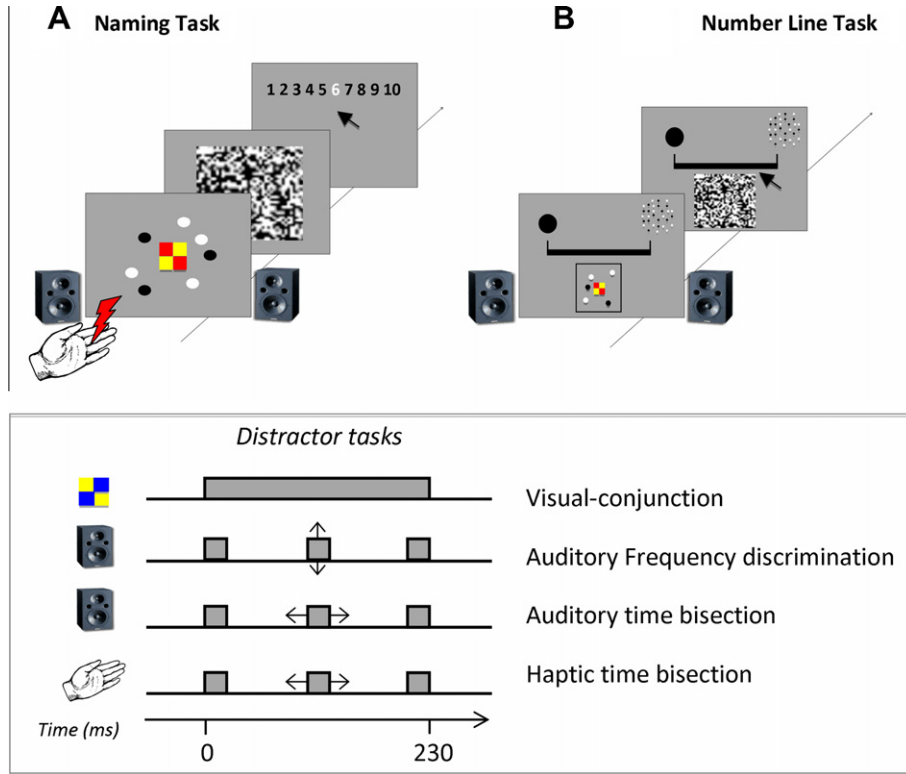 A Naming Task
1 2 3 4 5 6 7 8 9 10
B Number Line Task
Distractor tasks
Visual-conjunction
Auditory Frequency discrimination
Auditory time bisection
Haptic time bisection
Time (ms)
0 230